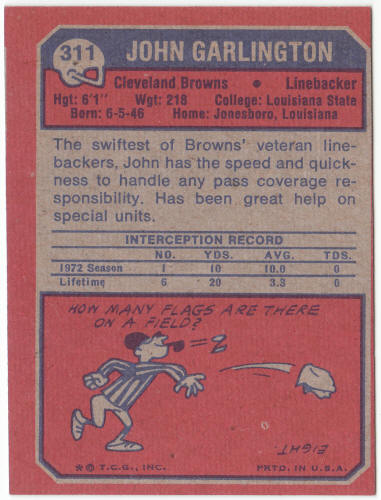 311 JOHN GARLINGTON
Cleveland Browns • Linebacker
Hgt: 6'1" Wgt: 218 College: Louisiana State
Born: 6-5-46 Home: Jonesboro, Louisiana
The swiftest of Browns' veteran line-
backers, John has the speed and quick-
ness to handle any pass coverage re-
sponsibility. Has been great help on
special units.
INTERCEPTION RECORD
NO. YDS. AVG. TDS.
1972 Season 1 10 10.0 0
Lifetime 6 20 3.3 0
HOW MANY FLAGS ARE THERE
ON A FIELD?
= ?
EIGHT
* © T.C.G., INC. PRTD. IN U.S.A.